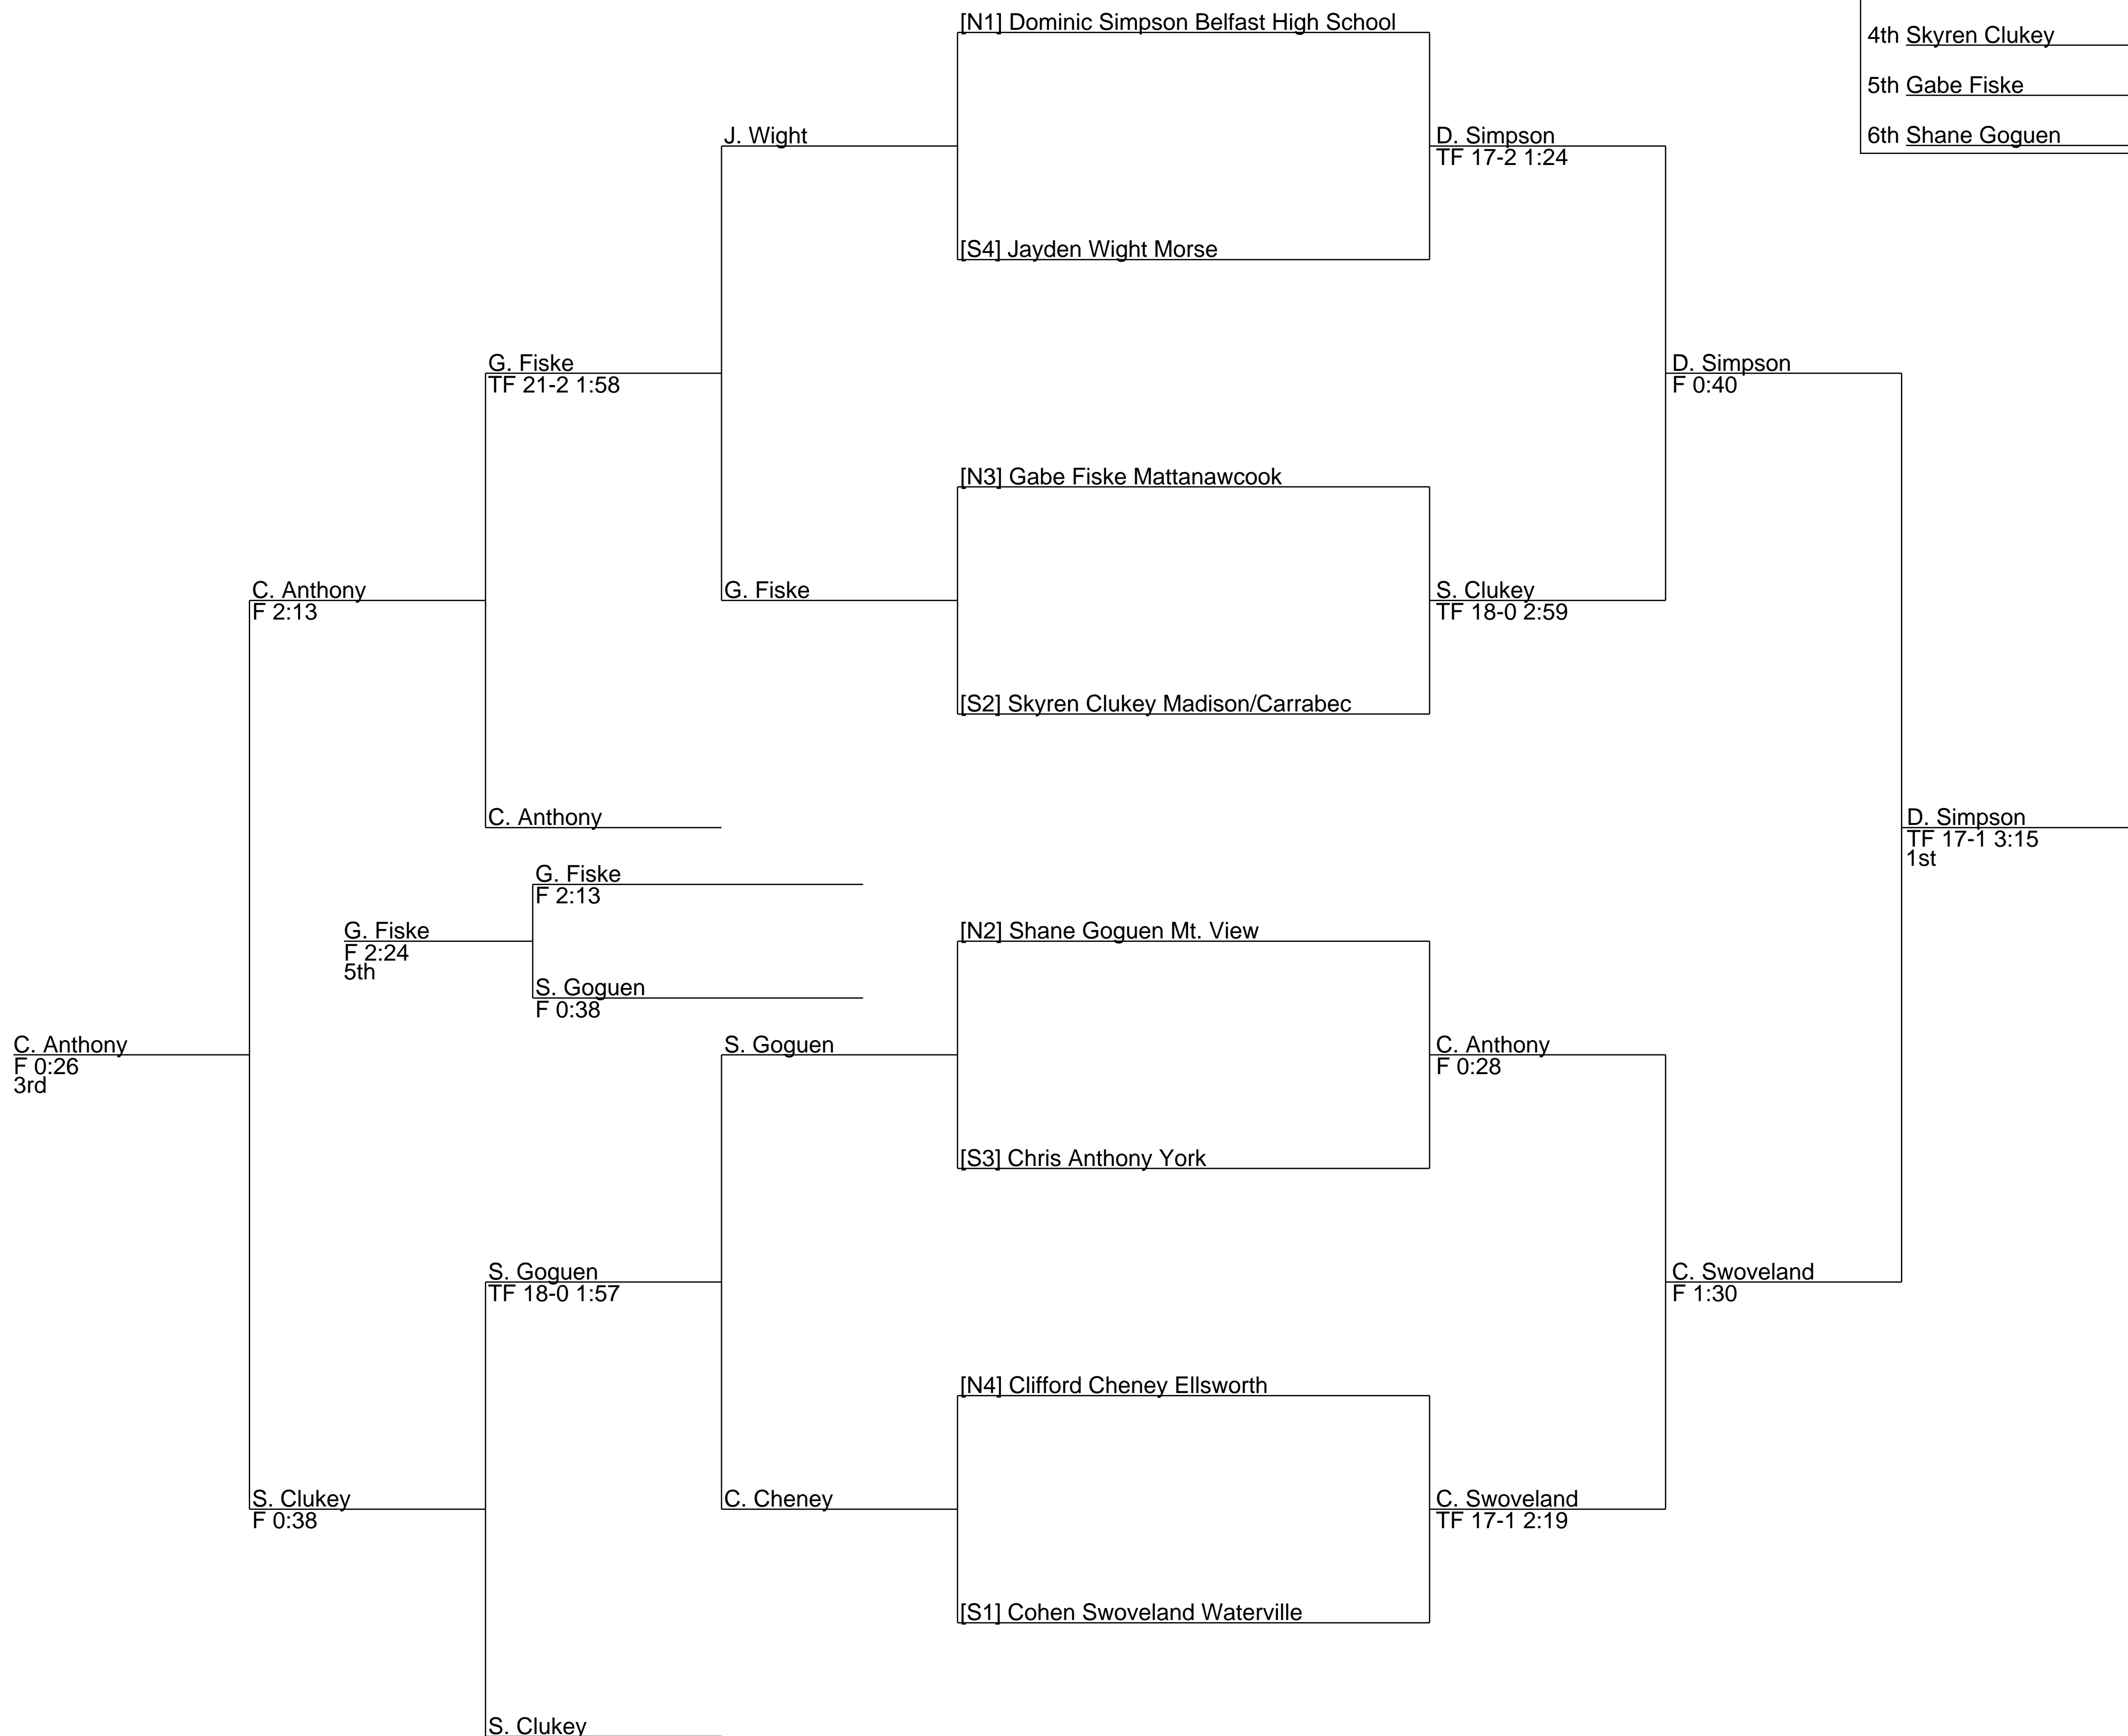 [N1] Dominic Simpson Belfast High School
4th Skyren Clukey
5th Gabe Fiske
6th Shane Goguen
J. Wight
D. Simpson
TF 17-2 1:24
[S4] Jayden Wight Morse
G. Fiske
TF 21-2 1:58
D. Simpson
F 0:40
[N3] Gabe Fiske Mattanawcook
C. Anthony
F 2:13
G. Fiske
S. Clukey
TF 18-0 2:59
[S2] Skyren Clukey Madison/Carrabec
C. Anthony
D. Simpson
TF 17-1 3:15
1st
G. Fiske
F 2:13
G. Fiske
F 2:24
5th
[N2] Shane Goguen Mt. View
S. Goguen
F 0:38
C. Anthony
F 0:26
3rd
S. Goguen
C. Anthony
F 0:28
[S3] Chris Anthony York
S. Goguen
TF 18-0 1:57
C. Swoveland
F 1:30
[N4] Clifford Cheney Ellsworth
S. Clukey
F 0:38
C. Cheney
C. Swoveland
TF 17-1 2:19
[S1] Cohen Swoveland Waterville
S. Clukey